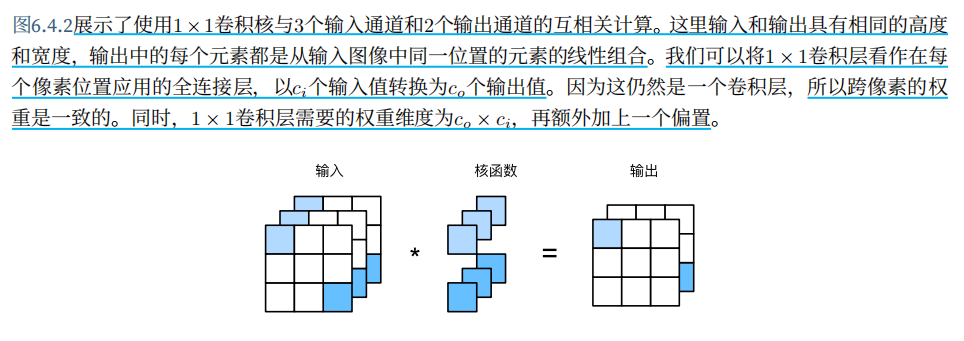 图6.4.2展示了使用1×1卷积核与3个输入通道和2个输出通道的互相关计算。这里输入和输出具有相同的高度
和宽度，输出中的每个元素都是从输入图像中同一位置的元素的线性组合。我们可以将1×1卷积层看作在每
个像素位置应用的全连接层，以cᵢ个输入值转换为cₒ个输出值。因为这仍然是一个卷积层，所以跨像素的权
重是一致的。同时，1×1卷积层需要的权重维度为cₒ×cᵢ，再额外加上一个偏置。
输入 核函数 输出
* =